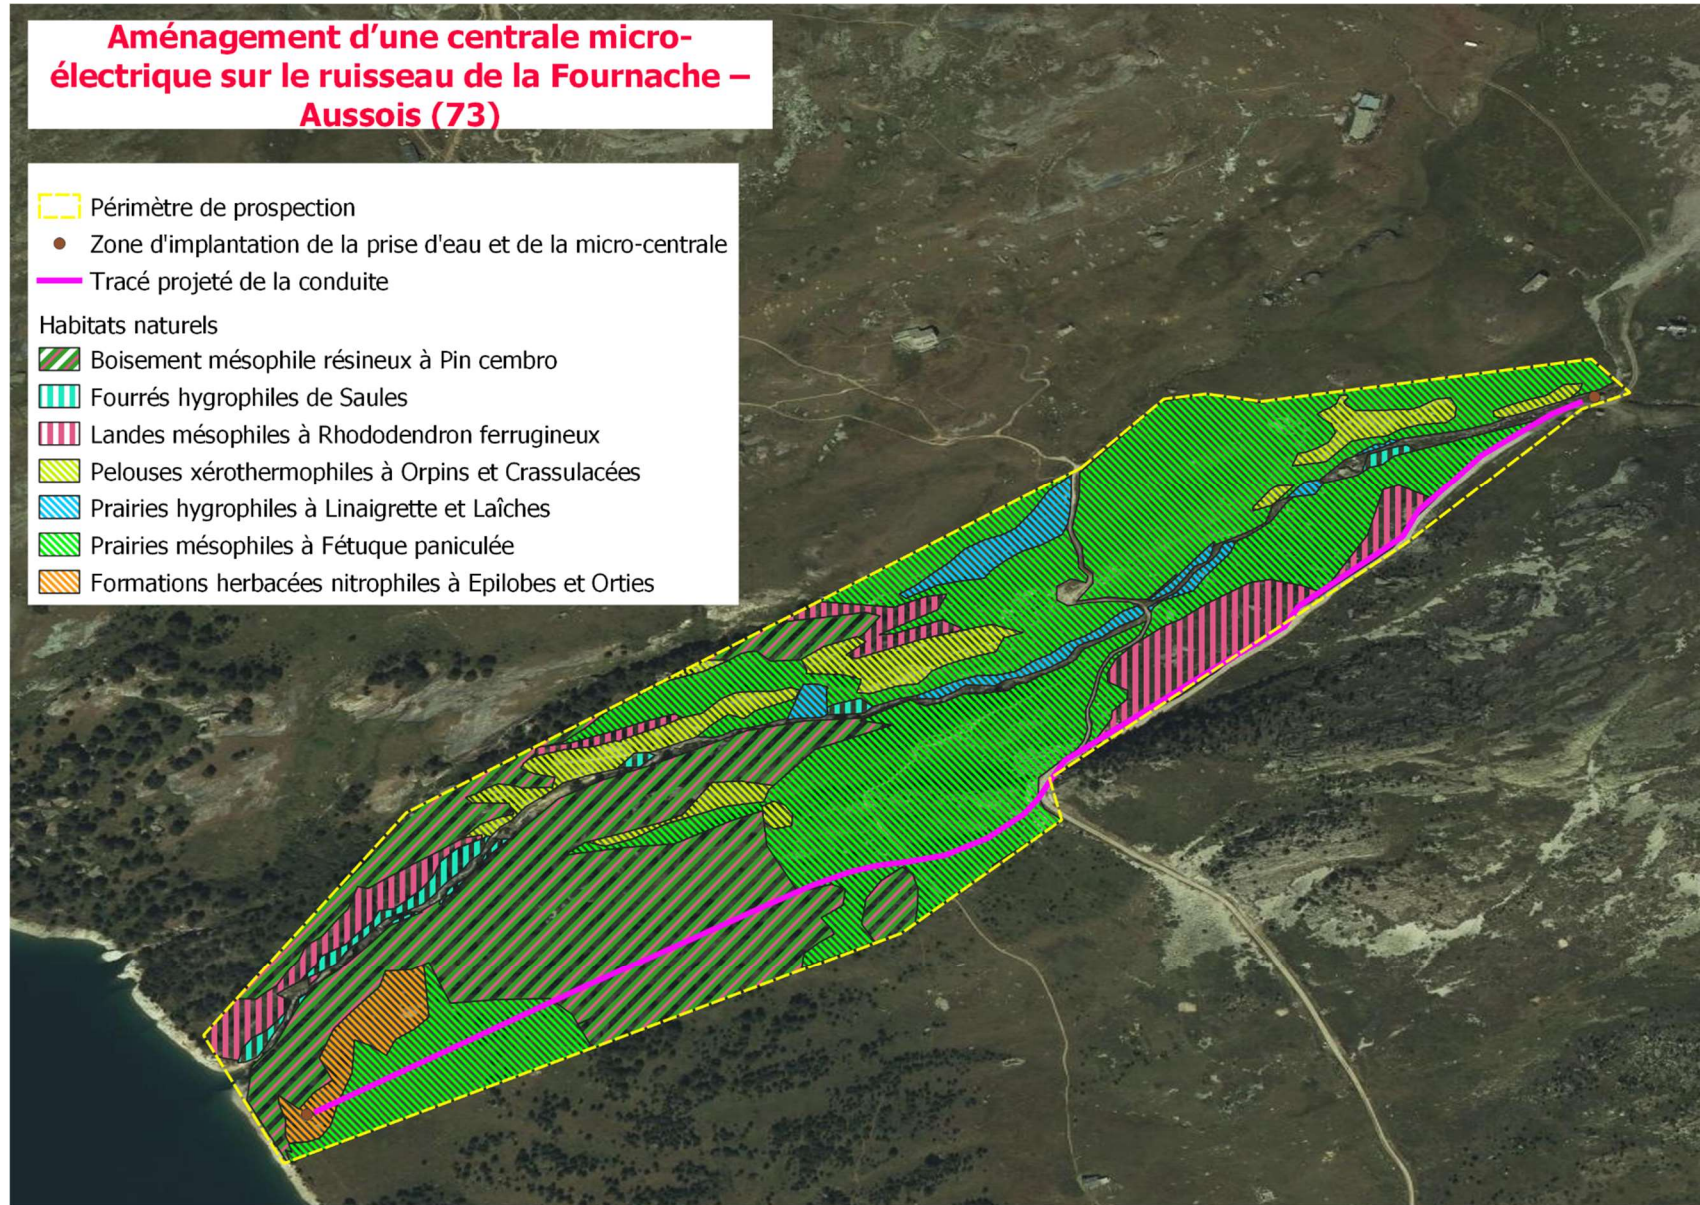 Aménagement d’une centrale micro-
électrique sur le ruisseau de la Fournache –
Aussois (73)
Périmètre de prospection
Zone d'implantation de la prise d'eau et de la micro-centrale
Tracé projeté de la conduite
Habitats naturels
Boisement mésophile résineux à Pin cembro
Fourrés hygrophiles de Saules
Landes mésophiles à Rhododendron ferrugineux
Pelouses xérothermophiles à Orpins et Crassulacées
Prairies hygrophiles à Linaigrette et Laîches
Prairies mésophiles à Fétuque paniculée
Formations herbacées nitrophiles à Epilobes et Orties